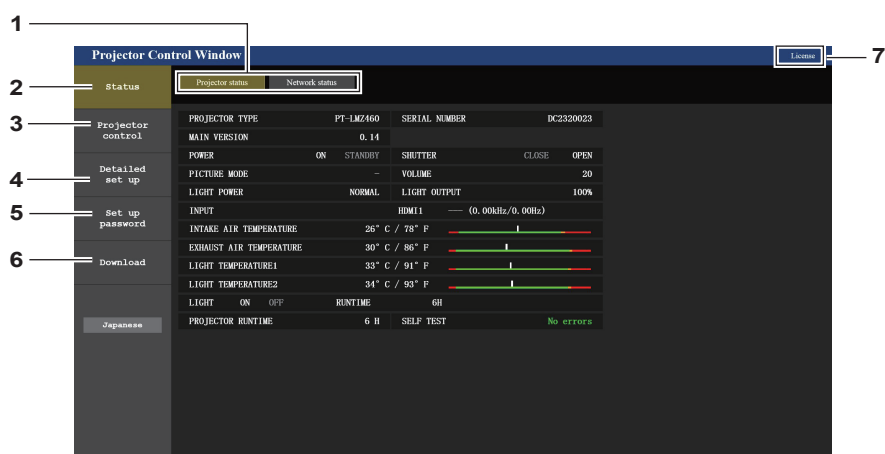 1
Projector Control Window
License
7
2
Status
Projector status
Network status
3
Projector
control
PROJECTOR TYPE PT-LMZ460 SERIAL NUMBER DC2320023
MAIN VERSION 0.14
POWER ON STANDBY SHUTTER CLOSE OPEN
4
Detailed
set up
PICTURE MODE - VOLUME 20
LIGHT POWER NORMAL LIGHT OUTPUT 100%
5
Set up
password
INPUT HDMI1 --- (0.00kHz/0.00Hz)
INTAKE AIR TEMPERATURE 26° C / 78° F
EXHAUST AIR TEMPERATURE 30° C / 86° F
6
Download
LIGHT TEMPERATURE1 33° C / 91° F
LIGHT TEMPERATURE2 34° C / 93° F
LIGHT ON OFF RUNTIME 6H
Japanese
PROJECTOR RUNTIME 6 H SELF TEST No errors